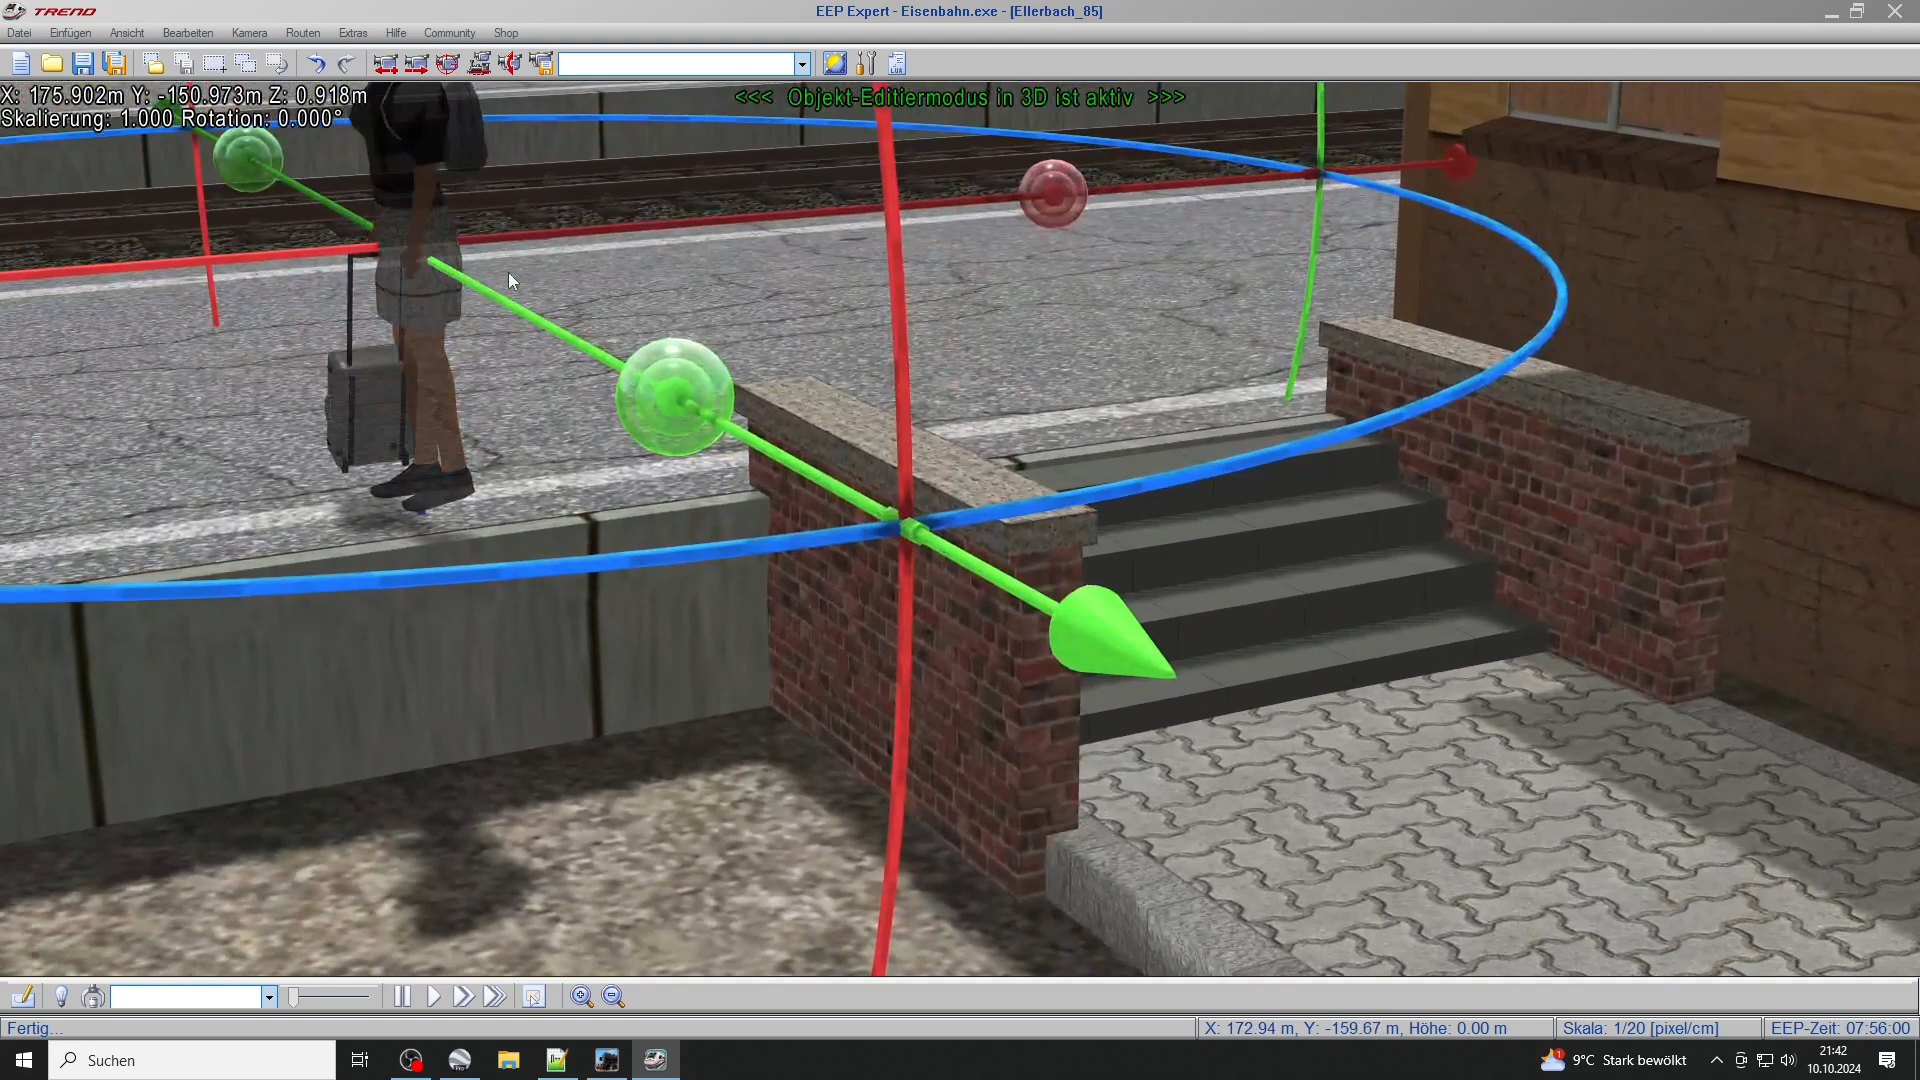 TREND
EEP Expert - Eisenbahn.exe - [Ellerbach_85]
Datei Einfügen Ansicht Bearbeiten Kamera Routen Extras Hilfe Community Shop
LUA
X: 175.902m Y: -150.973m Z: 0.918m
<<< Objekt-Editiermodus in 3D ist aktiv >>>
Skalierung: 1.000 Rotation: 0.000°
Fertig...
X: 172.94 m, Y: -159.67 m, Höhe: 0.00 m
Skala: 1/20 [pixel/cm]
EEP-Zeit: 07:56:00
Suchen
Pro
1
9°C Stark bewölkt
21:42
10.10.2024